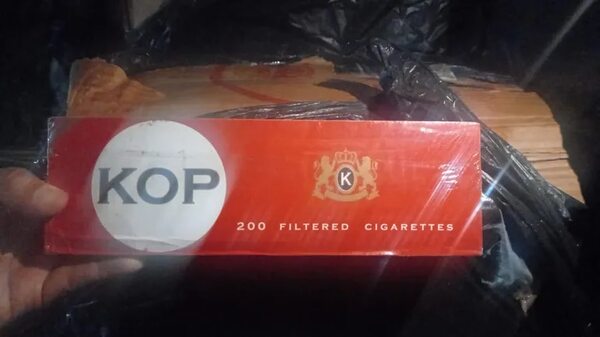 KOP
K
200 FILTERED CIGARETTES